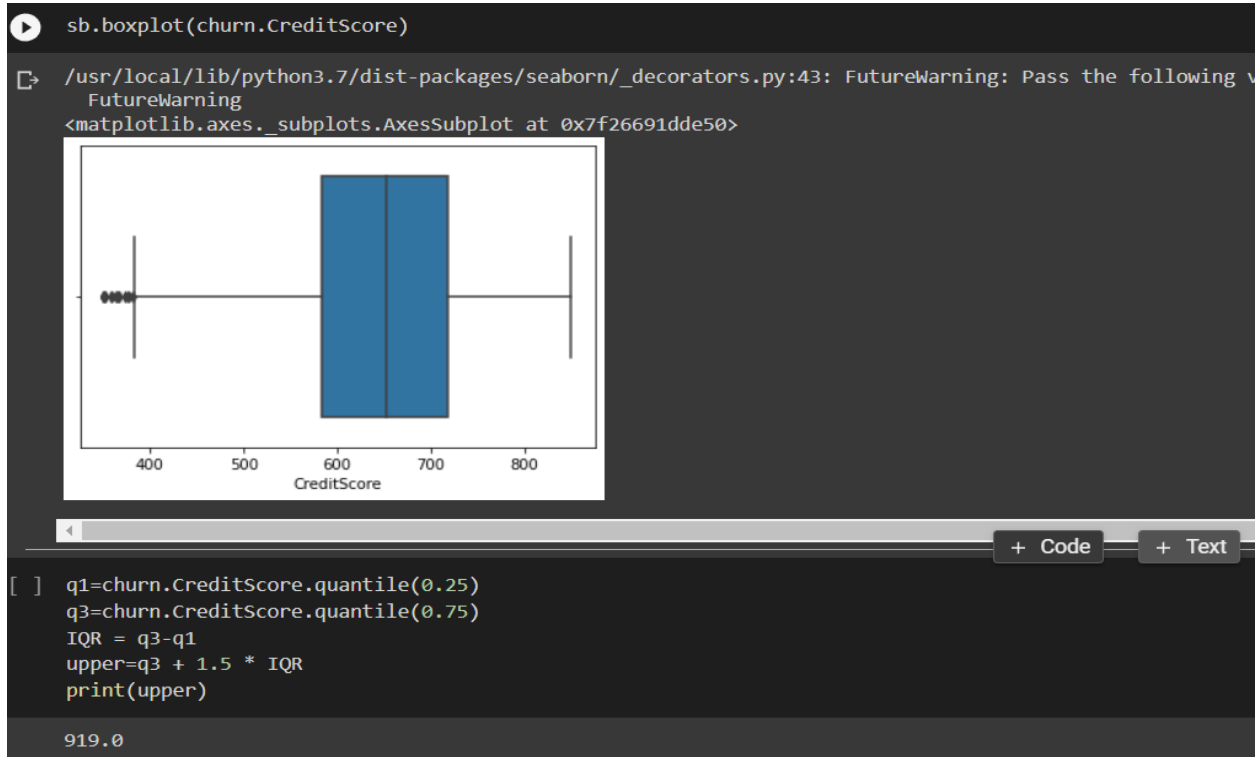 sb.boxplot(churn.CreditScore)
/usr/local/lib/python3.7/dist-packages/seaborn/_decorators.py:43: FutureWarning: Pass the following
FutureWarning
<matplotlib.axes._subplots.AxesSubplot at 0x7f26691dde50>
400 500 600 700 800
CreditScore
+ Code + Text
[ ] q1=churn.CreditScore.quantile(0.25)
q3=churn.CreditScore.quantile(0.75)
IQR = q3-q1
upper=q3 + 1.5 * IQR
print(upper)
919.0